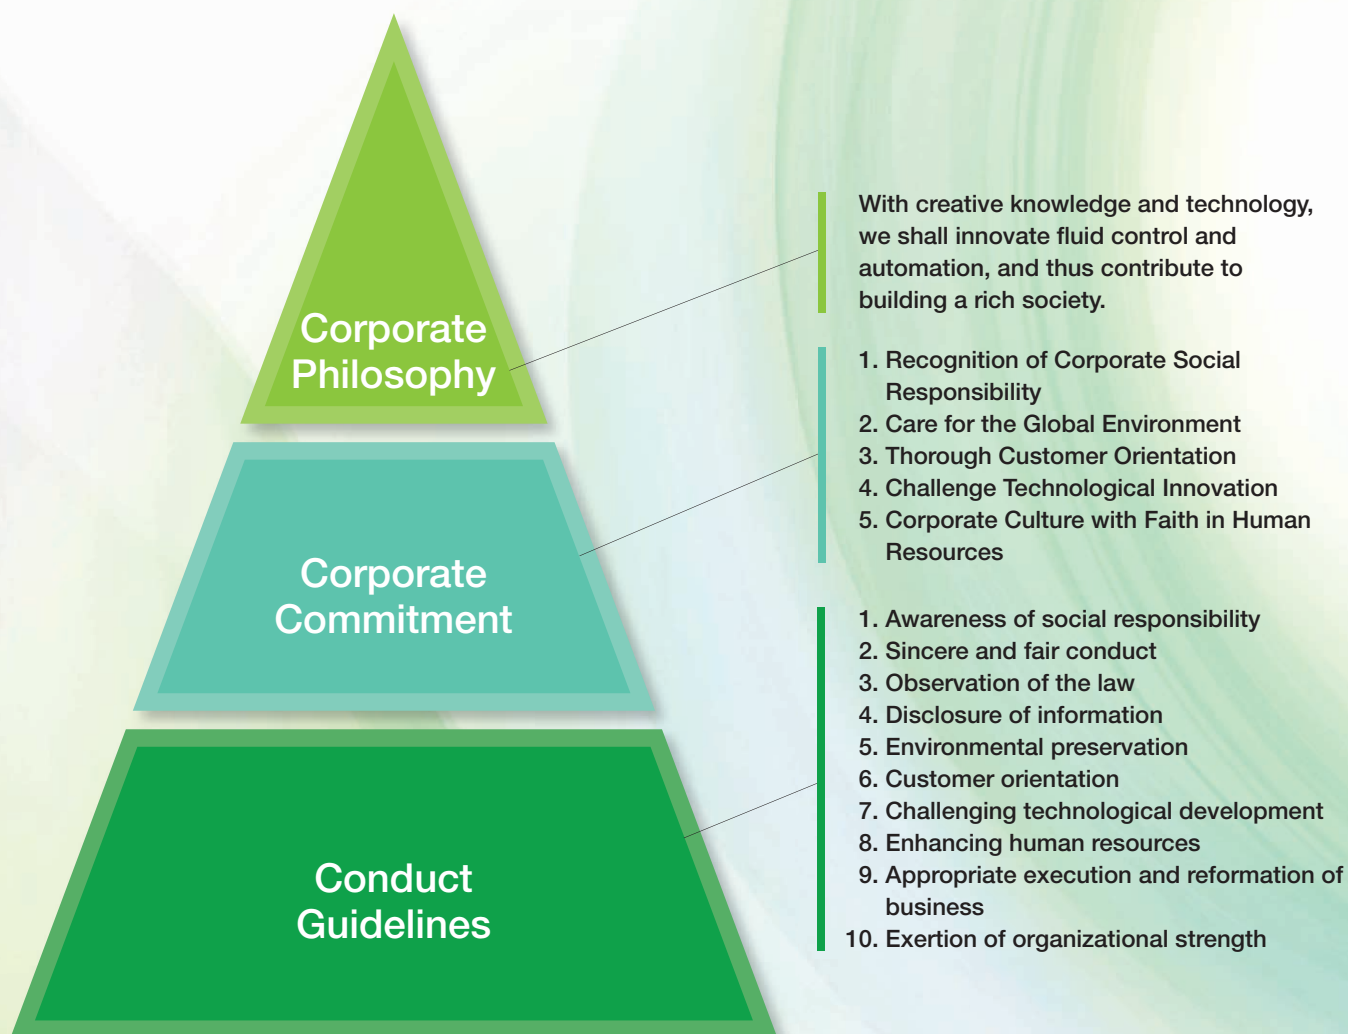 Corporate
Philosophy
With creative knowledge and technology,
we shall innovate fluid control and
automation, and thus contribute to
building a rich society.
Corporate
Commitment
1. Recognition of Corporate Social
Responsibility
2. Care for the Global Environment
3. Thorough Customer Orientation
4. Challenge Technological Innovation
5. Corporate Culture with Faith in Human
Resources
Conduct
Guidelines
1. Awareness of social responsibility
2. Sincere and fair conduct
3. Observation of the law
4. Disclosure of information
5. Environmental preservation
6. Customer orientation
7. Challenging technological development
8. Enhancing human resources
9. Appropriate execution and reformation of
business
10. Exertion of organizational strength